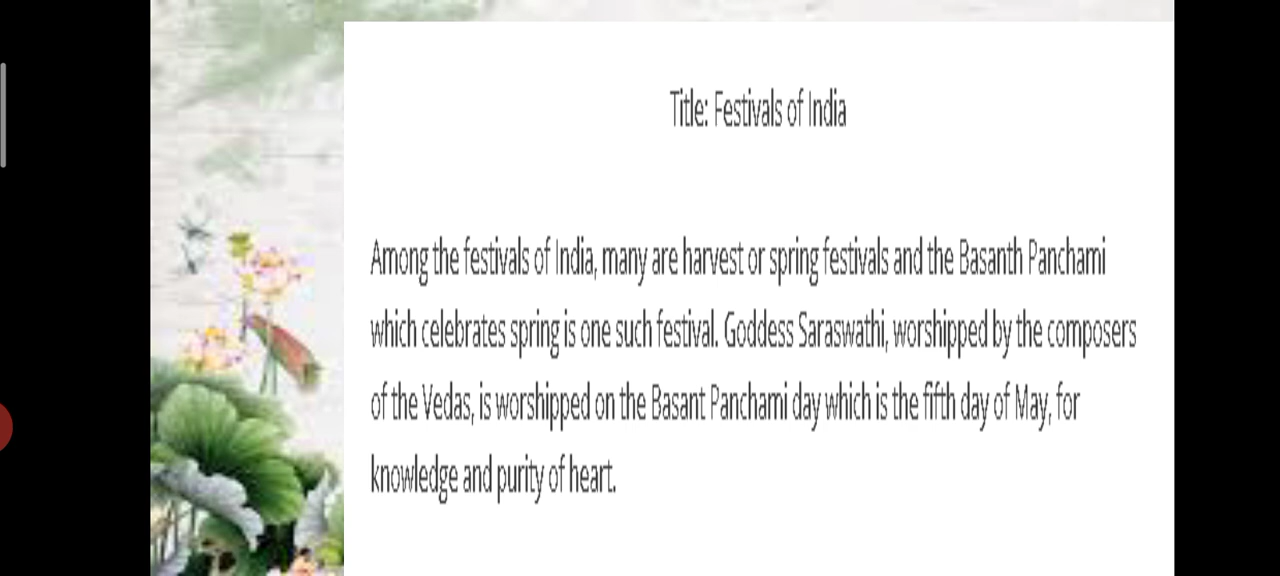 Title: Festivals of India
Among the festivals of India, many are harvest or spring festivals and the Basanth Panchami
which celebrates spring is one such festival. Goddess Saraswathi, worshipped by the composers
of the Vedas, is worshipped on the Basant Panchami day which is the fifth day of May, for
knowledge and purity of heart.